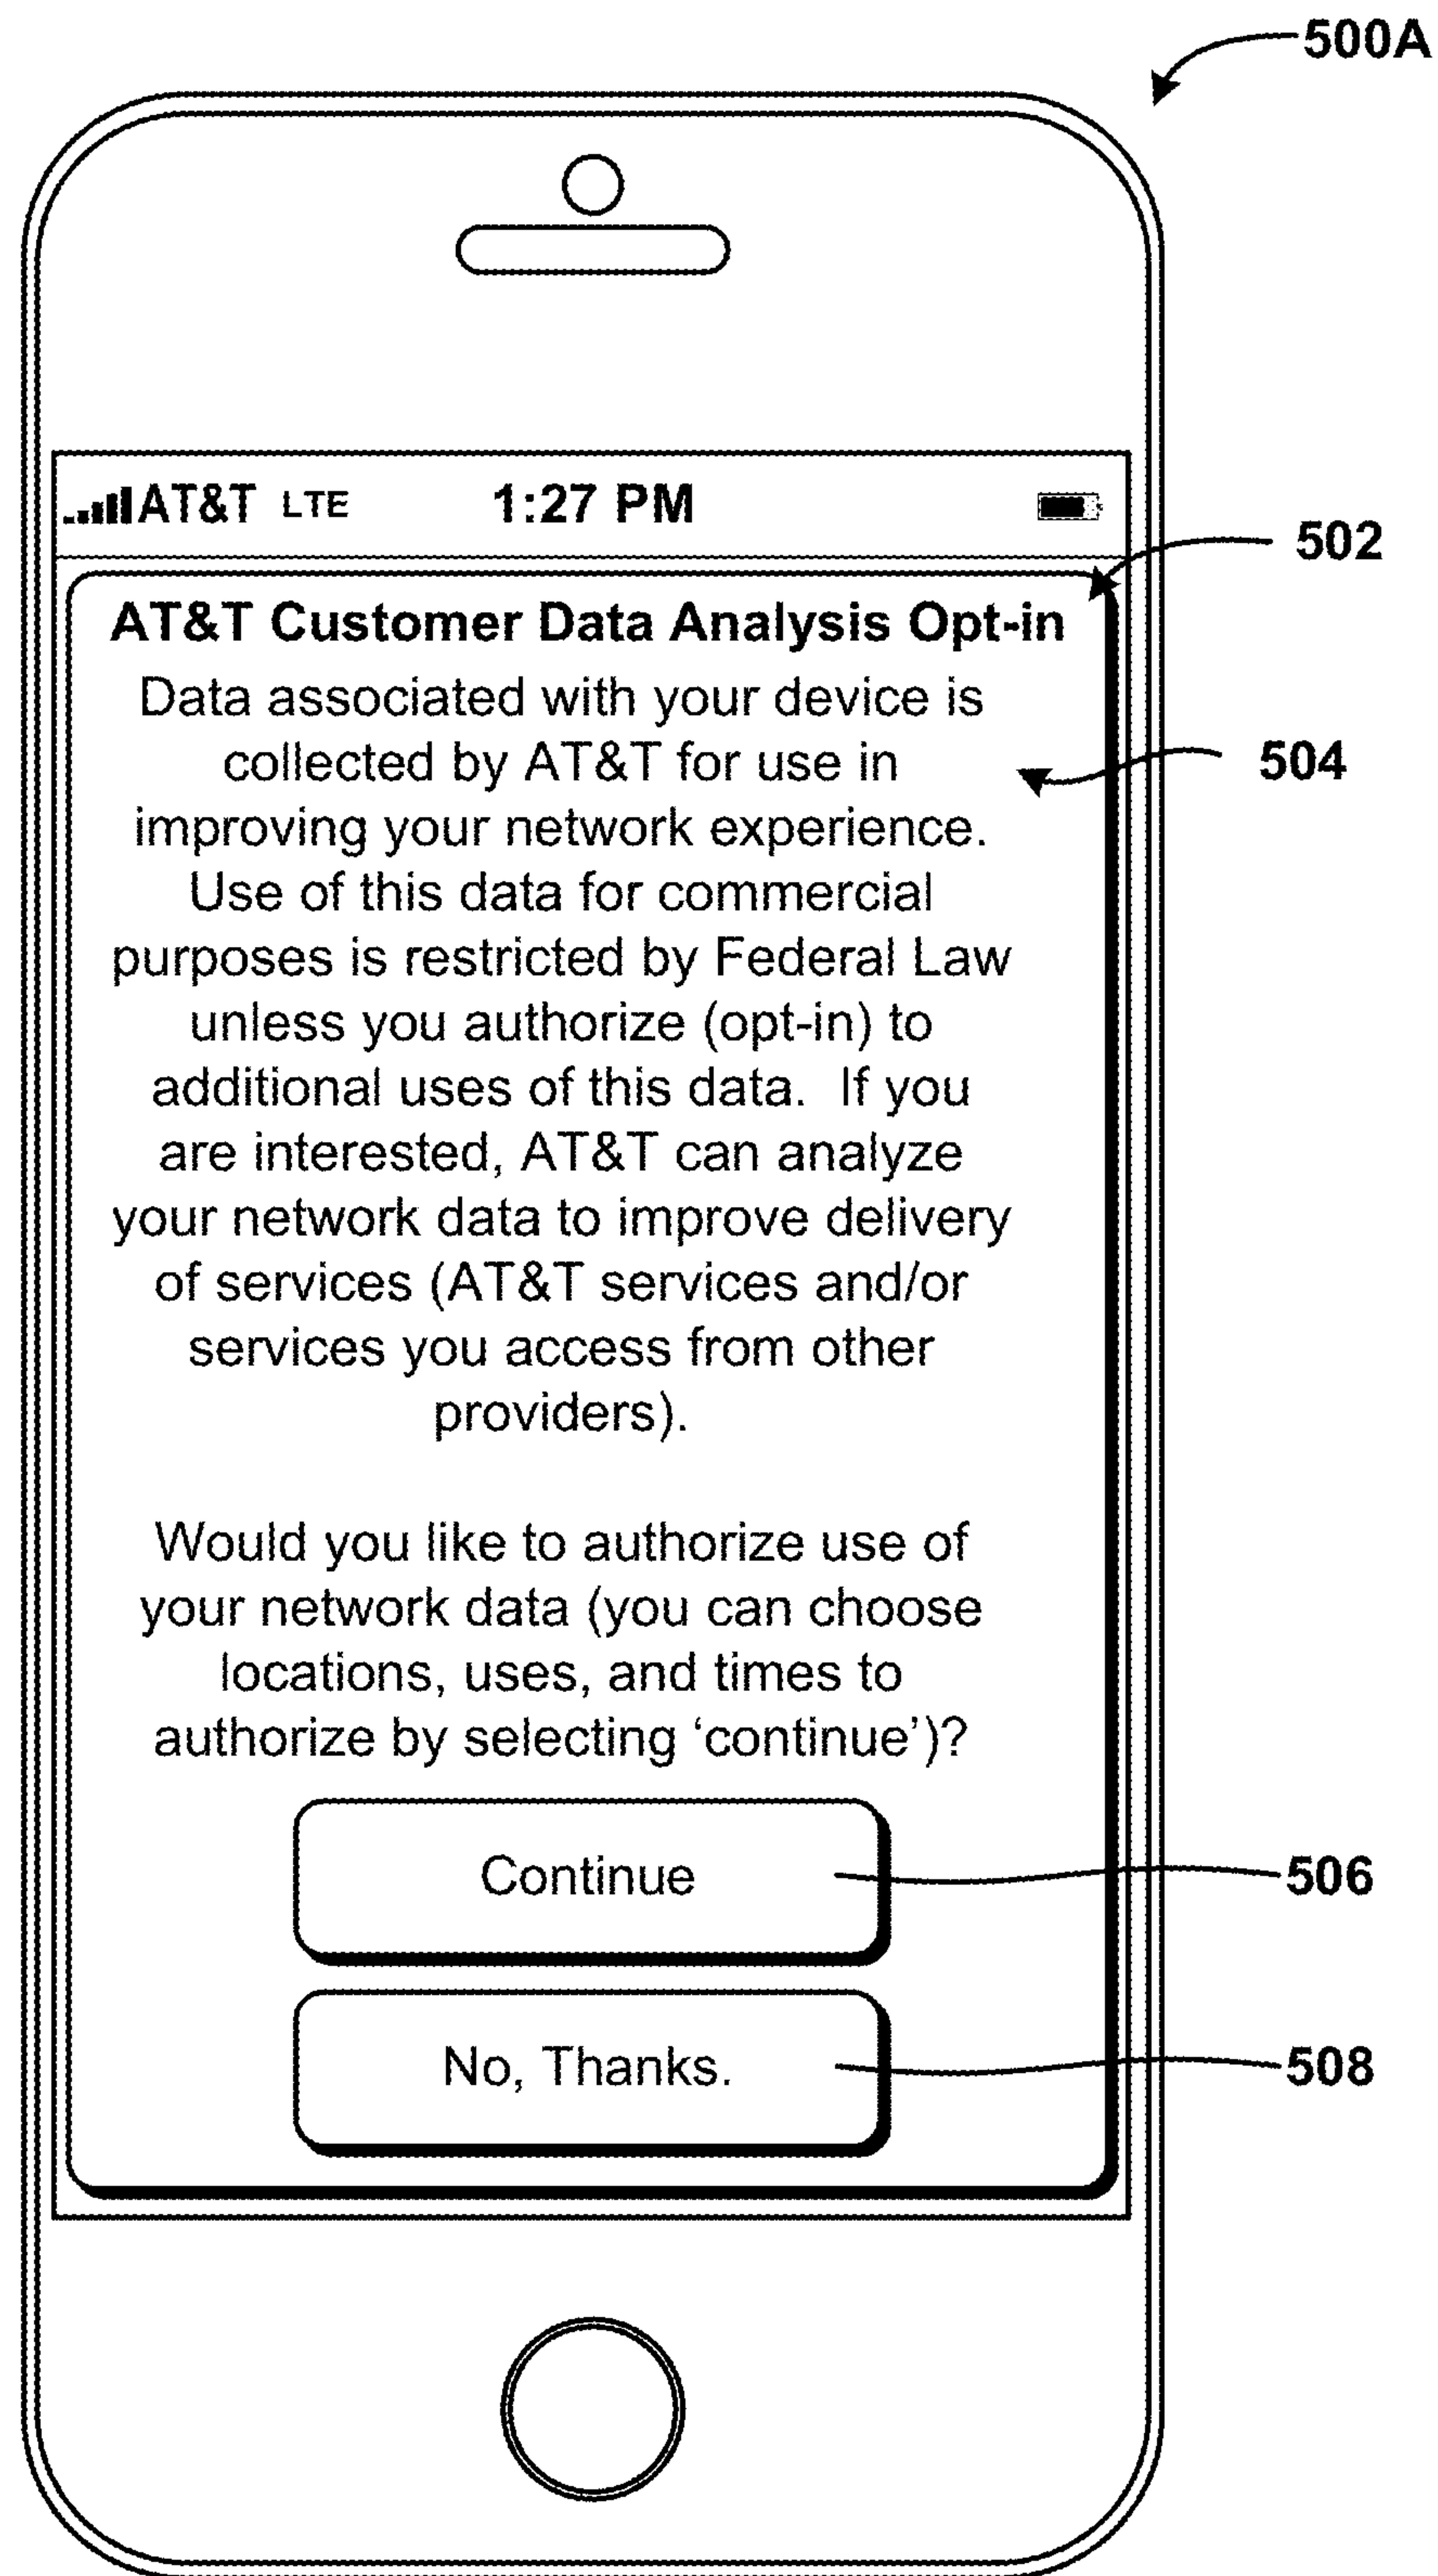 500A
AT&T LTE 1:27 PM
502
AT&T Customer Data Analysis Opt-in
Data associated with your device is
collected by AT&T for use in
504
improving your network experience.
Use of this data for commercial
purposes is restricted by Federal Law
unless you authorize (opt-in) to
additional uses of this data.  If you
are interested, AT&T can analyze
your network data to improve delivery
of services (AT&T services and/or
services you access from other
providers).
Would you like to authorize use of
your network data (you can choose
locations, uses, and times to
authorize by selecting ‘continue’)?
Continue
506
No, Thanks.
508